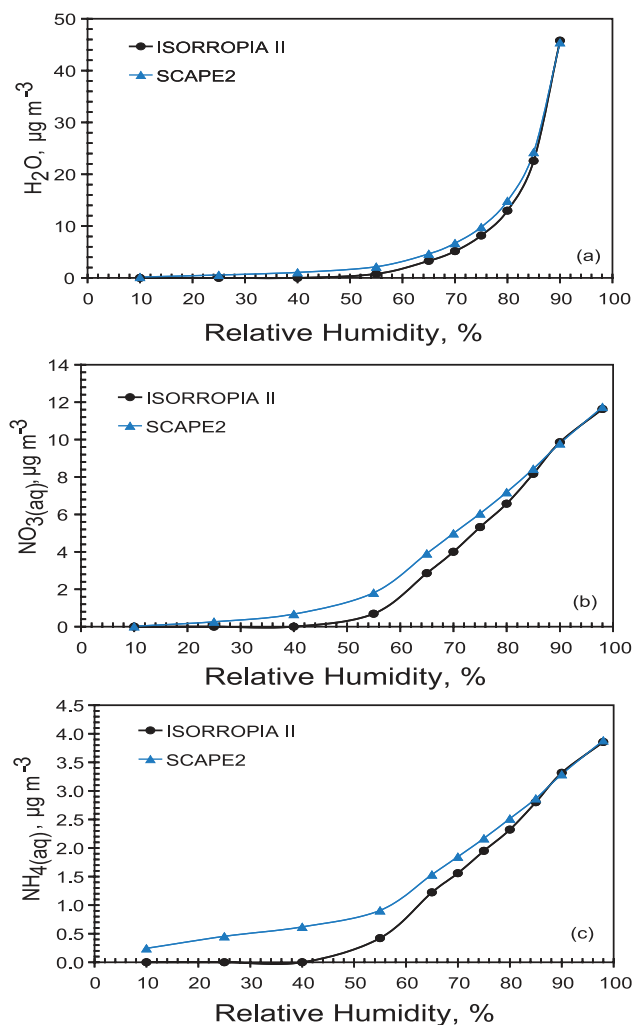 50
40
30
20
10
0
H2O, µg m-3
ISORROPIA II
SCAPE2
(a)
0 10 20 30 40 50 60 70 80 90 100
Relative Humidity, %
14
12
10
8
6
4
2
0
NO3(aq), µg m-3
ISORROPIA II
SCAPE2
(b)
0 10 20 30 40 50 60 70 80 90 100
Relative Humidity, %
4.5
4.0
3.5
3.0
2.5
2.0
1.5
1.0
0.5
0.0
NH4(aq), µg m-3
ISORROPIA II
SCAPE2
(c)
0 10 20 30 40 50 60 70 80 90 100
Relative Humidity, %